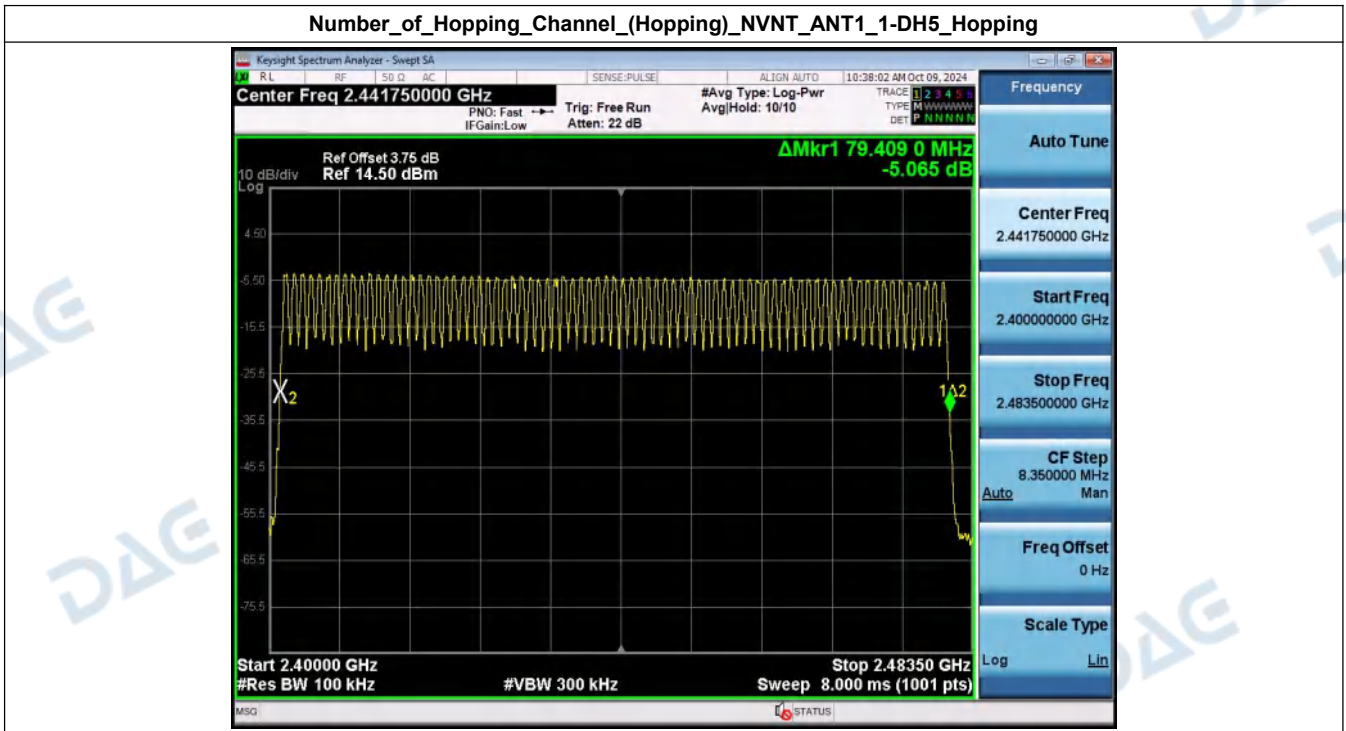 Number_of_Hopping_Channel_(Hopping)_NVNT_ANT1_1-DH5_Hopping
Keysight Spectrum Analyzer - Swept SA
LXI RL RF 50 Ω AC SENSE:PULSE ALIGN AUTO 10:38:02 AM Oct 09, 2024
Center Freq 2.441750000 GHz
PNO: Fast
IFGain:Low
Trig: Free Run
Atten: 22 dB
#Avg Type: Log-Pwr
Avg|Hold: 10/10
TRACE 1 2 3 4 5 6
TYPE M WWWWW
DET P NNNNN
Frequency
Auto Tune
Ref Offset 3.75 dB
10 dB/div Ref 14.50 dBm
Log
ΔMkr1 79.409 0 MHz
-5.065 dB
4.50
-5.50
-15.5
-25.5
-35.5
-45.5
-55.5
-65.5
-75.5
X2
1Δ2
Start 2.40000 GHz
Stop 2.48350 GHz
#Res BW 100 kHz
#VBW 300 kHz
Sweep 8.000 ms (1001 pts)
Center Freq
2.441750000 GHz
Start Freq
2.400000000 GHz
Stop Freq
2.483500000 GHz
CF Step
8.350000 MHz
Auto Man
Freq Offset
0 Hz
Scale Type
Log Lin
MSG
STATUS
DAE
DAE